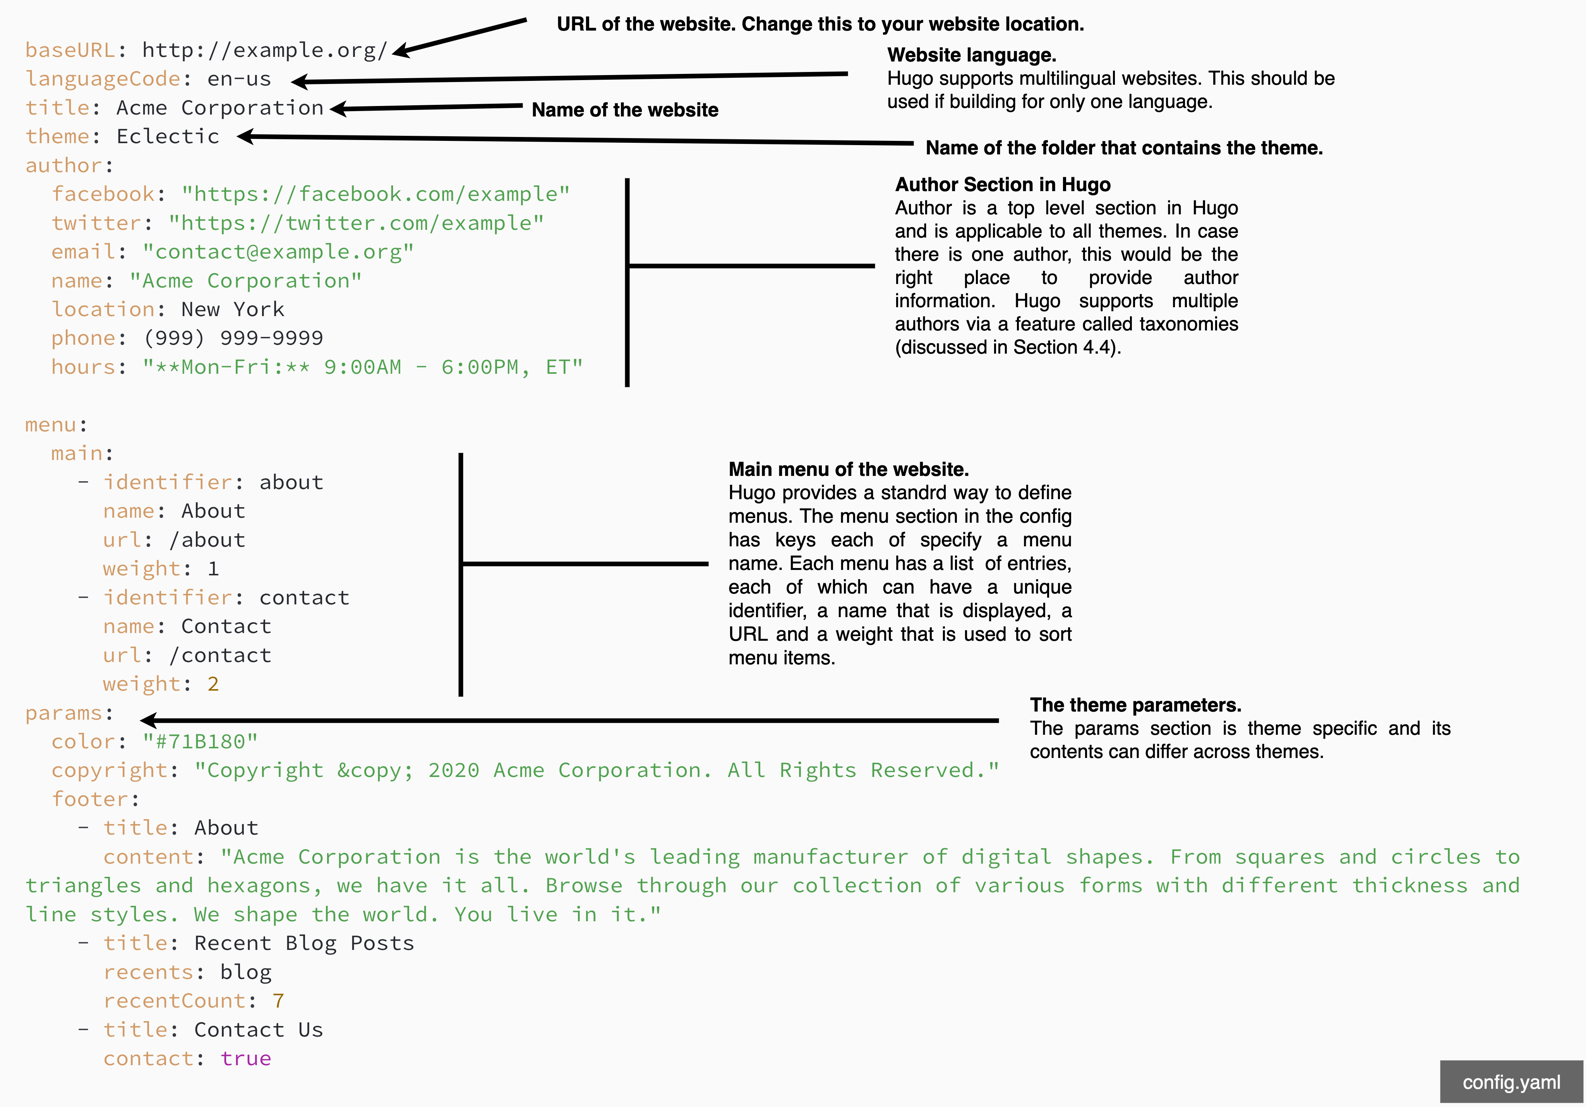 URL of the website. Change this to your website location.
baseURL: http://example.org/
Website language.
languageCode: en-us
Hugo supports multilingual websites. This should be
used if building for only one language.
title: Acme Corporation
Name of the website
theme: Eclectic
Name of the folder that contains the theme.
author:
facebook: "https://facebook.com/example"
twitter: "https://twitter.com/example"
email: "contact@example.org"
name: "Acme Corporation"
location: New York
phone: (999) 999-9999
hours: "**Mon-Fri:** 9:00AM - 6:00PM, ET"
Author Section in Hugo
Author is a top level section in Hugo
and is applicable to all themes. In case
there is one author, this would be the
right place to provide author
information. Hugo supports multiple
authors via a feature called taxonomies
(discussed in Section 4.4).
menu:
main:
- identifier: about
name: About
url: /about
weight: 1
- identifier: contact
name: Contact
url: /contact
weight: 2
Main menu of the website.
Hugo provides a standrd way to define
menus. The menu section in the config
has keys each of specify a menu
name. Each menu has a list of entries,
each of which can have a unique
identifier, a name that is displayed, a
URL and a weight that is used to sort
menu items.
params:
The theme parameters.
The params section is theme specific and its
contents can differ across themes.
color: "#71B180"
copyright: "Copyright &copy; 2020 Acme Corporation. All Rights Reserved."
footer:
- title: About
content: "Acme Corporation is the world's leading manufacturer of digital shapes. From squares and circles to
triangles and hexagons, we have it all. Browse through our collection of various forms with different thickness and
line styles. We shape the world. You live in it."
- title: Recent Blog Posts
recents: blog
recentCount: 7
- title: Contact Us
contact: true
config.yaml